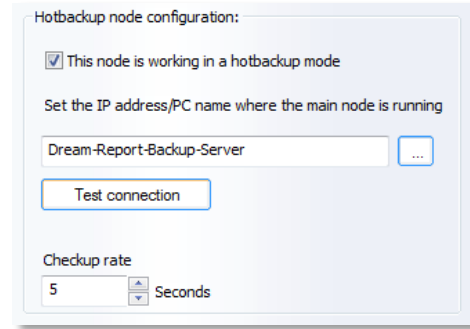 Hotbackup node configuration:
This node is working in a hotbackup mode
Set the IP address/PC name where the main node is running
Dream-Report-Backup-Server
...
Test connection
Checkup rate
5 Seconds